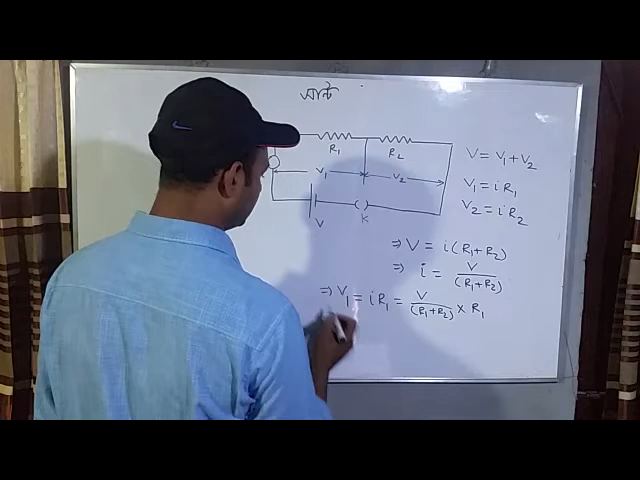 R₁ R₂
V₁ V₂
V K
V = V₁ + V₂
V₁ = i R₁
V₂ = i R₂
⇒ V = i (R₁+R₂)
⇒ i = V/(R₁+R₂)
⇒ V₁ = i R₁ = V/(R₁+R₂) × R₁